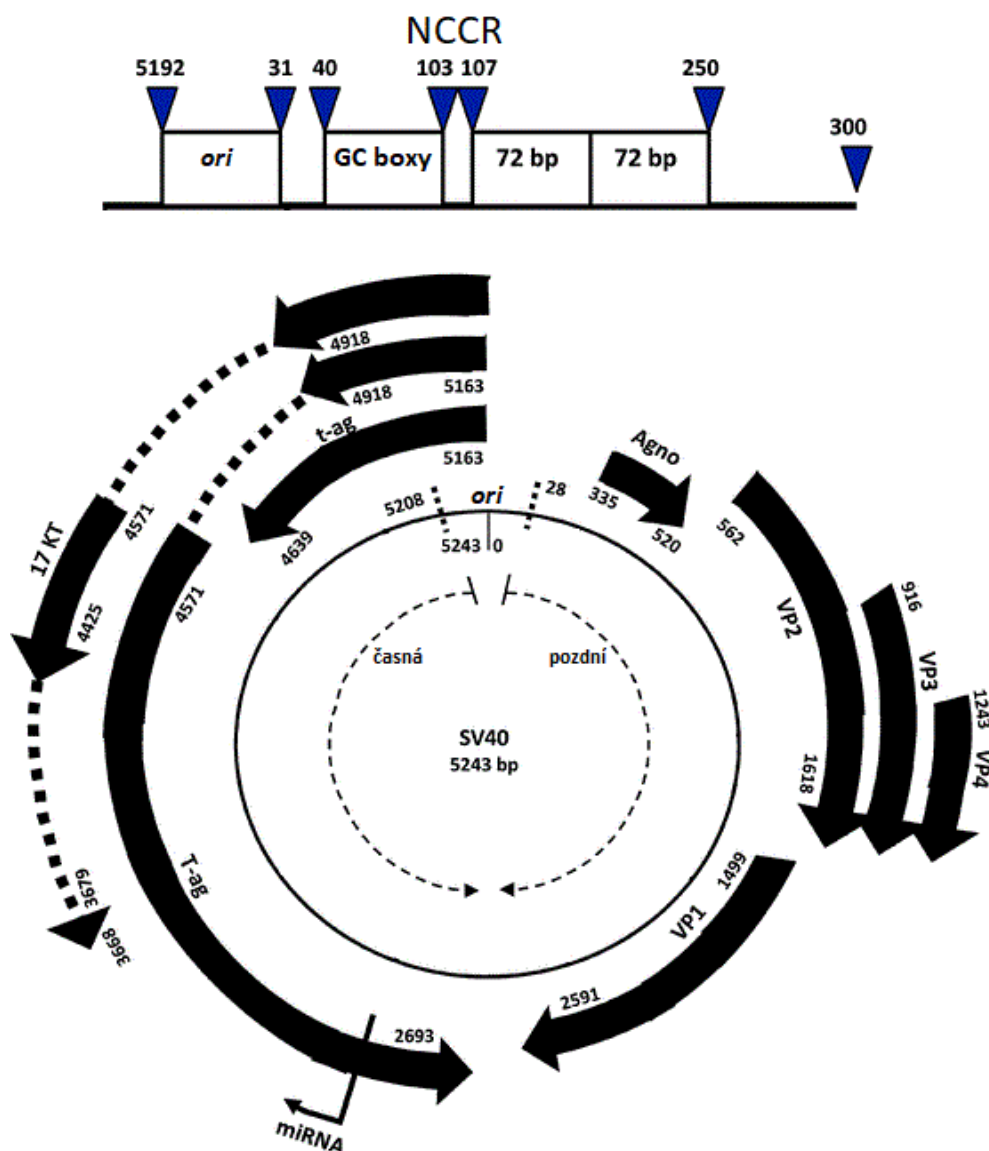 NCCR
5192 31 40 103 107 250
300
ori GC boxy 72 bp 72 bp
4918
4918 5163
t-ag
5163
Agno
4639
5208
ori
28
335
520
5243 0
562
VP2
1618
916
VP3
1243
VP4
17 KT
4571
4425
4571
časná pozdní
SV40
5243 bp
T-ag
3679
3668
1499
VP1
2591
2693
miRNA